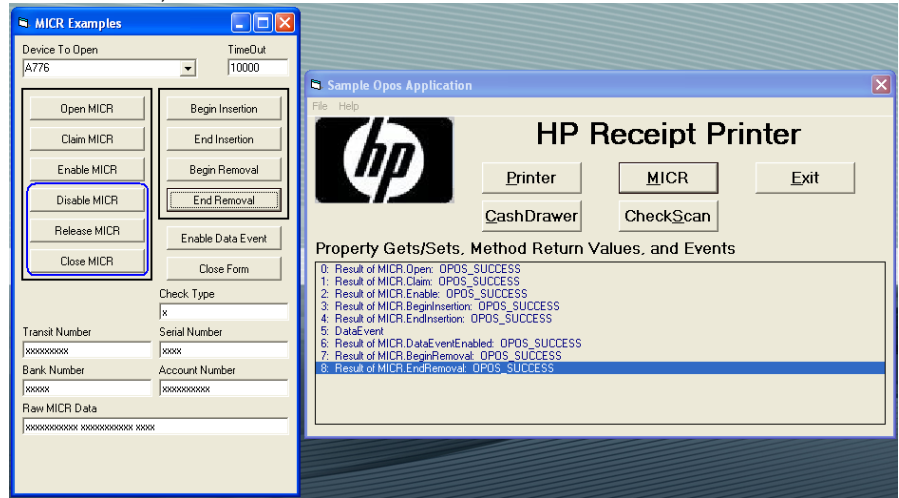 MICR Examples
Device To Open
TimeOut
A776
10000
Open MICR
Begin Insertion
Claim MICR
End Insertion
Enable MICR
Begin Removal
Disable MICR
End Removal
Release MICR
Enable Data Event
Close MICR
Close Form
Check Type
x
Transit Number
Serial Number
xxxxxxxxx
xxxx
Bank Number
Account Number
xxxxx
xxxxxxxxxx
Raw MICR Data
xxxxxxxxxxx xxxxxxxxxxx xxxx
Sample Opos Application
File Help
hp
HP Receipt Printer
Printer
MICR
Exit
CashDrawer
CheckScan
Property Gets/Sets, Method Return Values, and Events
0: Result of MICR.Open: OPOS_SUCCESS
1: Result of MICR.Claim: OPOS_SUCCESS
2: Result of MICR.Enable: OPOS_SUCCESS
3: Result of MICR.BeginInsertion: OPOS_SUCCESS
4: Result of MICR.EndInsertion: OPOS_SUCCESS
5: DataEvent
6: Result of MICR.DataEventEnabled: OPOS_SUCCESS
7: Result of MICR.BeginRemoval: OPOS_SUCCESS
8: Result of MICR.EndRemoval: OPOS_SUCCESS